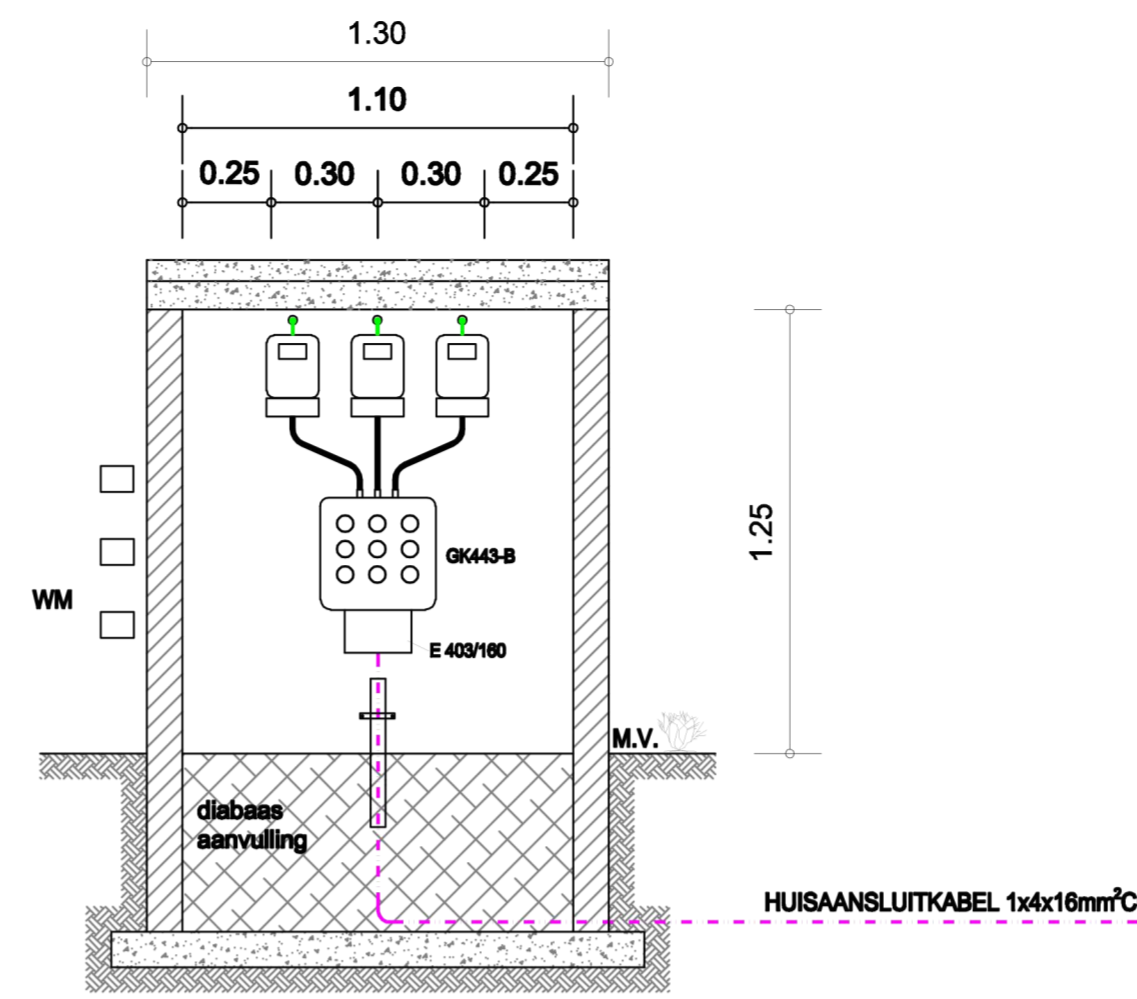 1.30
1.10
0.25 0.30 0.30 0.25
1.25
GK443-B
WM
E 403/160
M.V.
diabaas
aanvulling
HUISAANSLUITKABEL 1x4x16mm²C